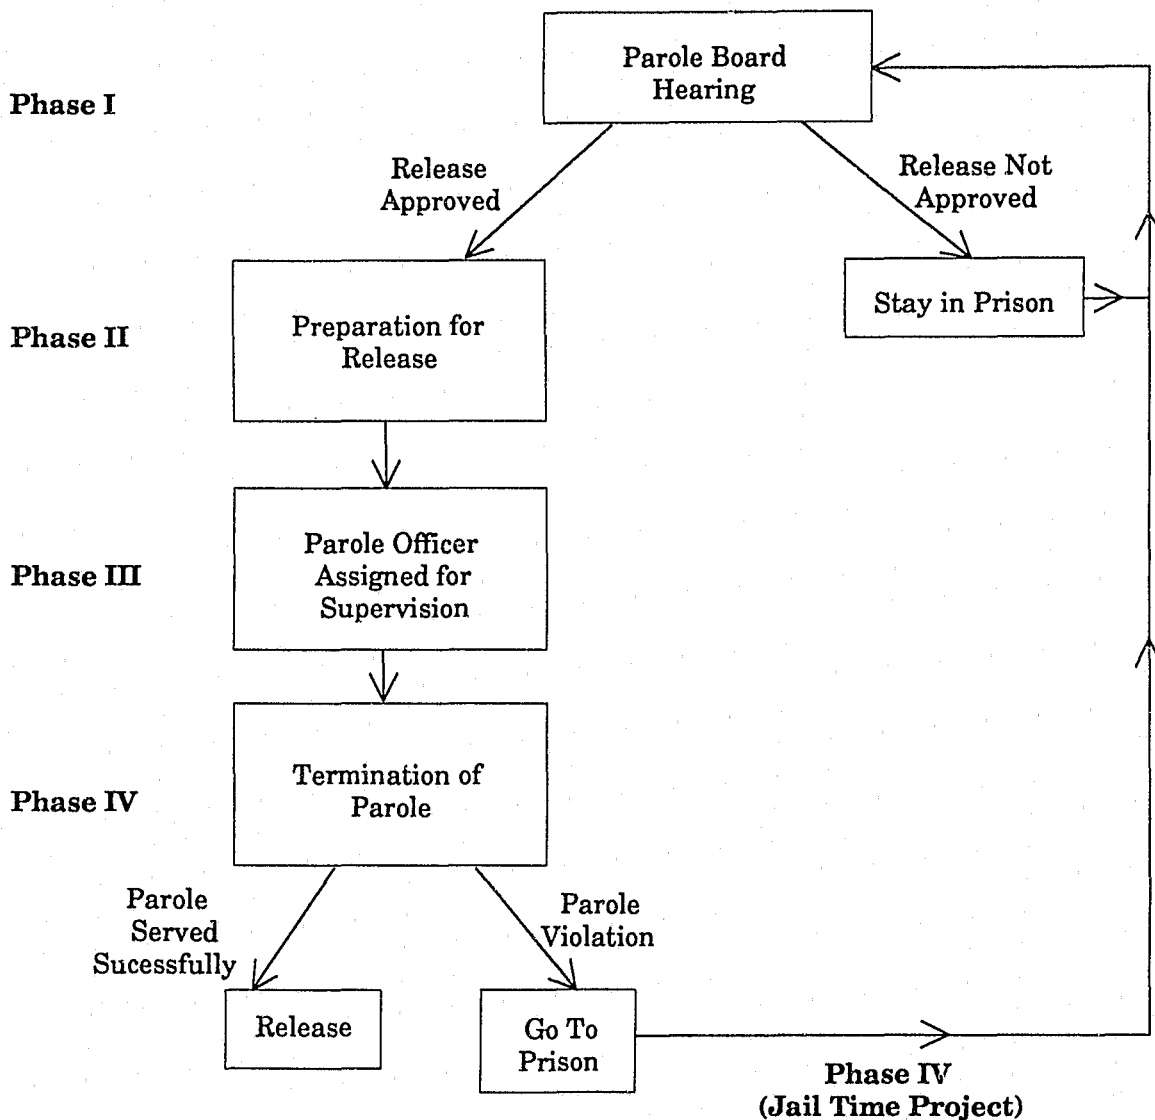 Parole Board
Hearing
Phase I
Release
Approved
Release Not
Approved
Preparation for
Release
Stay in Prison
Phase II
Parole Officer
Assigned for
Supervision
Phase III
Termination of
Parole
Phase IV
Parole
Served
Sucessfully
Parole
Violation
Release
Go To
Prison
Phase IV
(Jail Time Project)